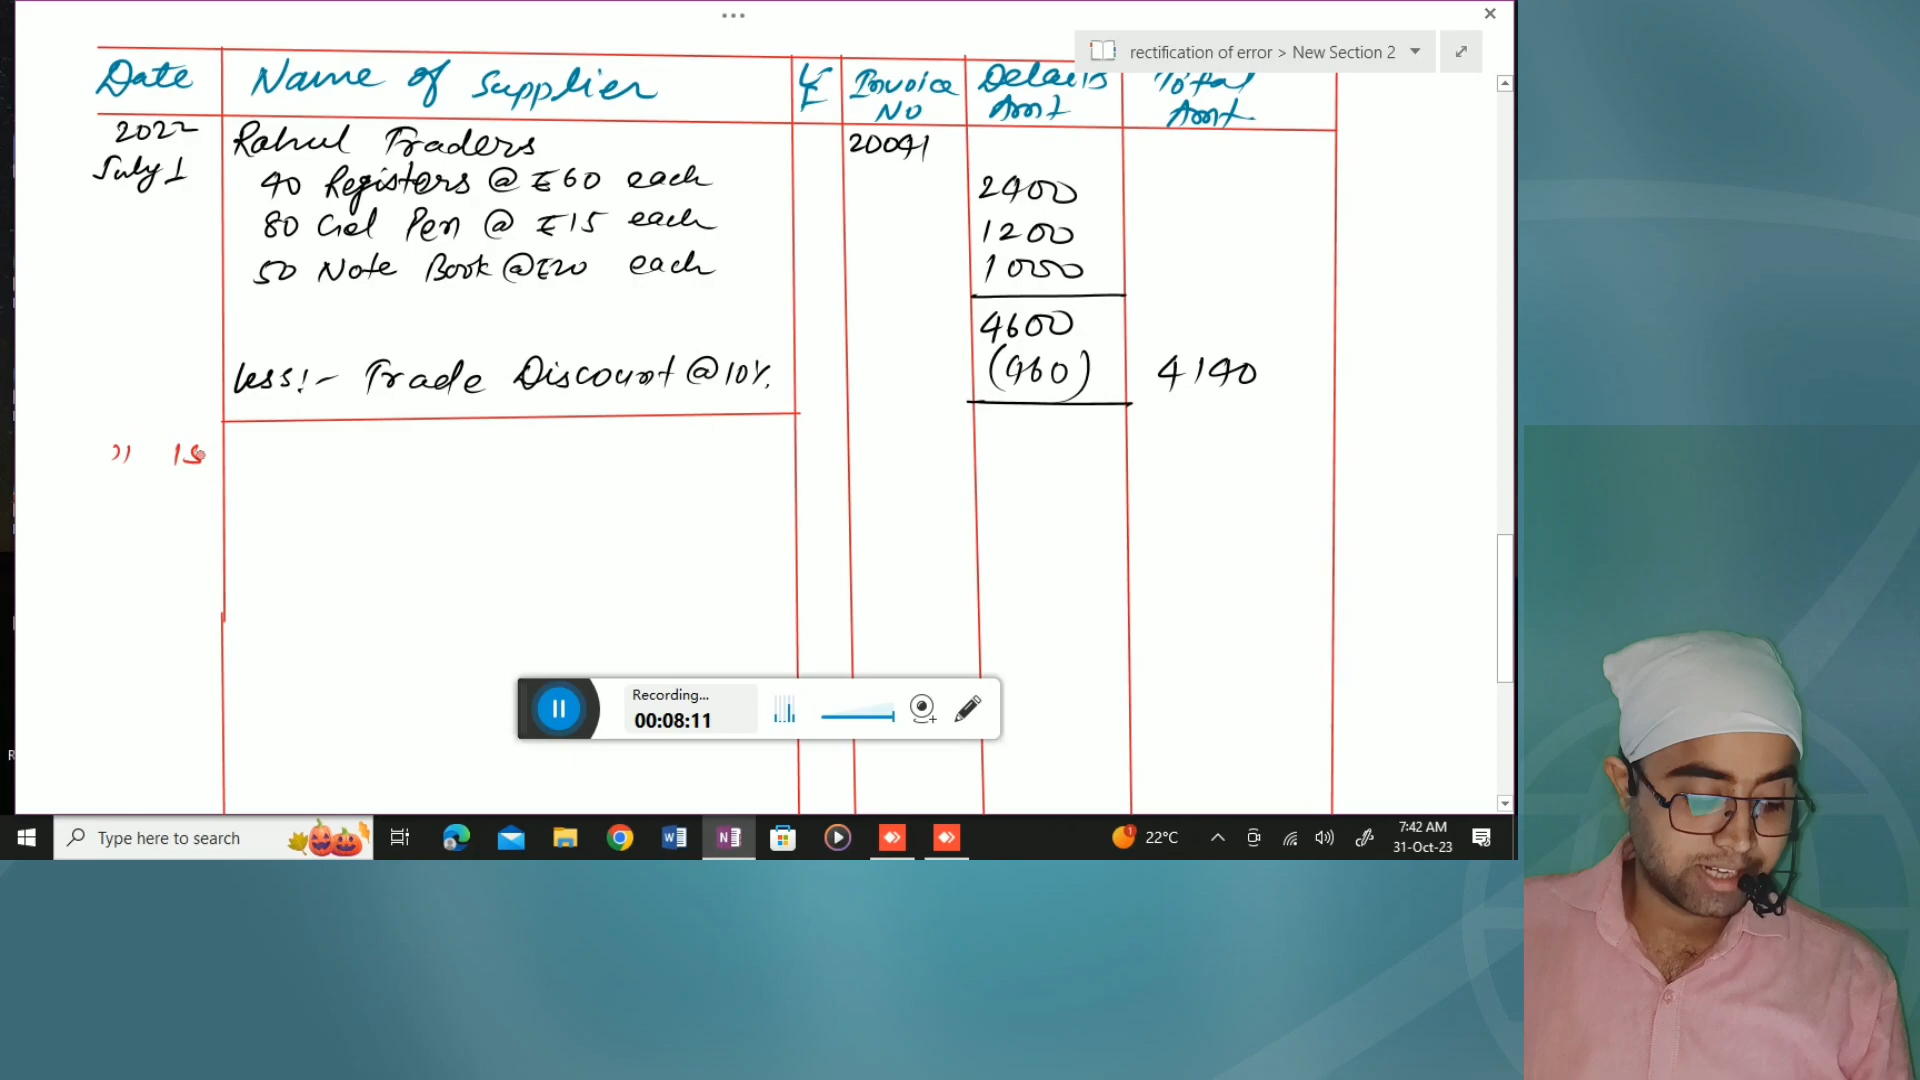 ...
rectification of error > New Section 2
Date Name of Supplier LF Invoice No Details Amt Total Amt
2022 Rahul Traders 20041
July 1 40 Registers @ ₹60 each 2400
80 Gel Pen @ ₹15 each 1200
50 Note Book @ ₹20 each 1000
4600
Less:- Trade Discount @ 10% (460) 4140
" 15
Recording...
00:08:11
Type here to search
22°C
7:42 AM
31-Oct-23